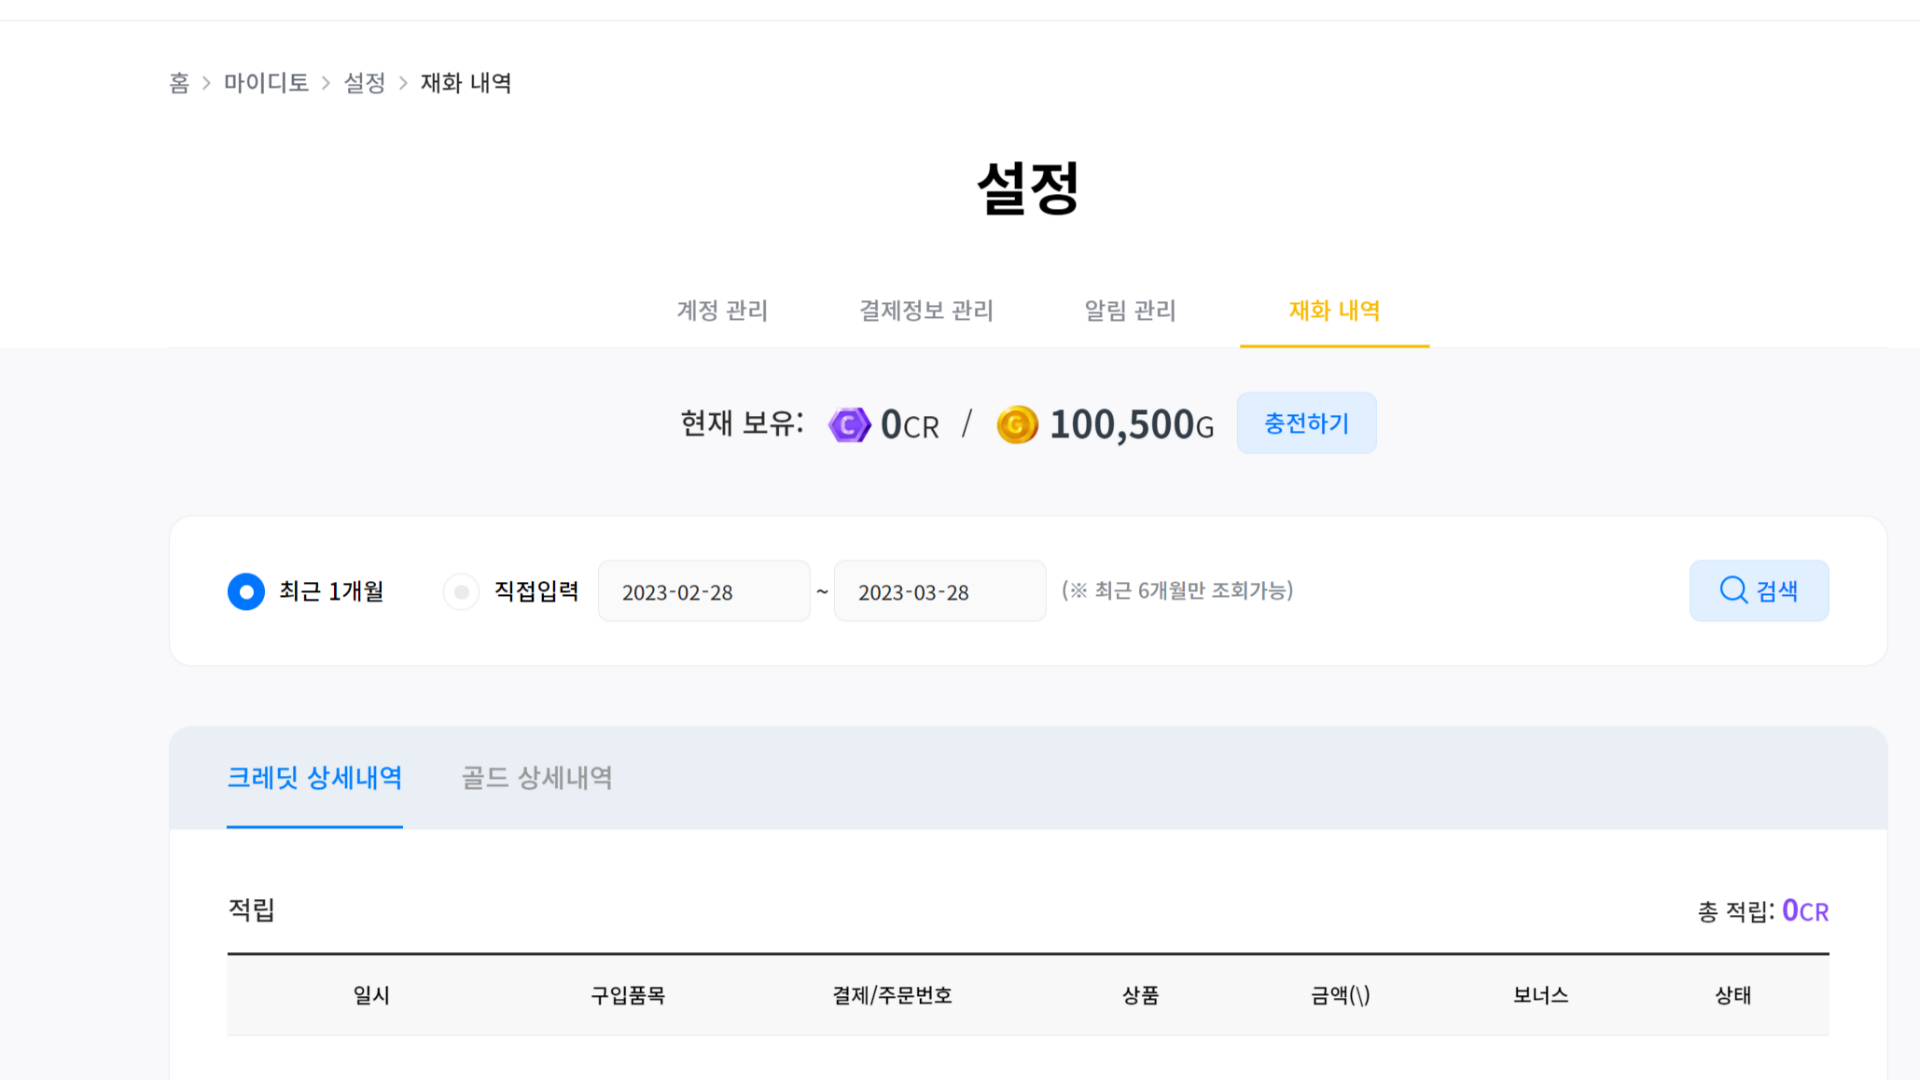 홈 > 마이디토 > 설정 > 재화 내역
설정
계정 관리 결제정보 관리 알림 관리 재화 내역
현재 보유: C 0CR / G 100,500G 충전하기
최근 1개월 직접입력 2023-02-28 ~ 2023-03-28 (※ 최근 6개월만 조회가능) 검색
크레딧 상세내역 골드 상세내역
적립 총 적립: 0CR
일시 구입품목 결제/주문번호 상품 금액(\) 보너스 상태